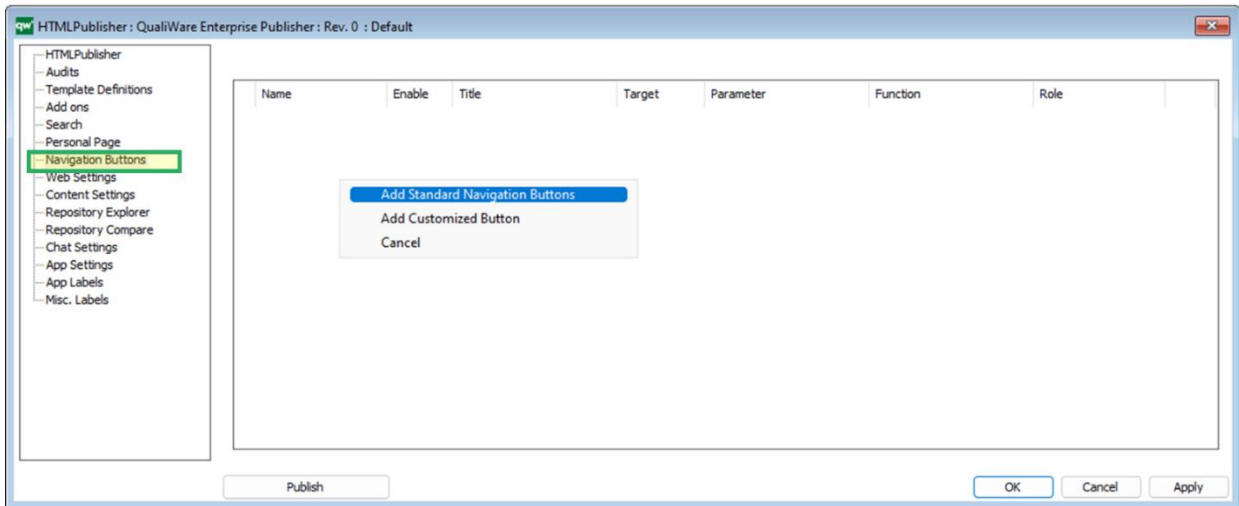 qw HTMLPublisher : QualiWare Enterprise Publisher : Rev. 0 : Default
HTMLPublisher
Audits
Template Definitions
Add ons
Search
Personal Page
Navigation Buttons
Web Settings
Content Settings
Repository Explorer
Repository Compare
Chat Settings
App Settings
App Labels
Misc. Labels
Name Enable Title Target Parameter Function Role
Add Standard Navigation Buttons
Add Customized Button
Cancel
Publish OK Cancel Apply